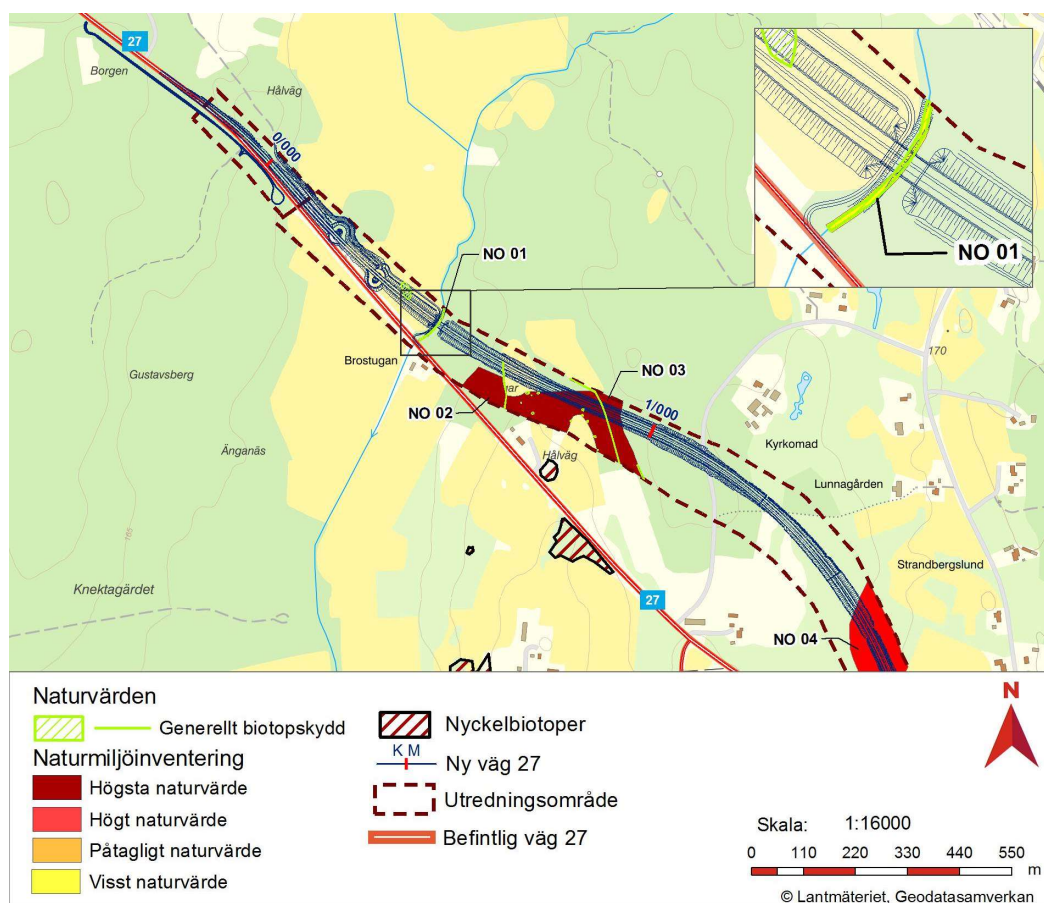 27
Borgen
Hålväg
0/000
NO 01
NO 01
Brostugan
Gustavsberg
NO 03
NO 02
1/000
170
Kyrkomad
Änganäs
Hålväg
Lunnagården
165
Strandbergslund
Knektagärdet
27
NO 04
Naturvärden
Generellt biotopskydd
Naturmiljöinventering
Högsta naturvärde
Högt naturvärde
Påtagligt naturvärde
Visst naturvärde
Nyckelbiotoper
K M
Ny väg 27
Utredningsområde
Befintlig väg 27
N
Skala: 1:16000
0 110 220 330 440 550
m
© Lantmäteriet, Geodatasamverkan